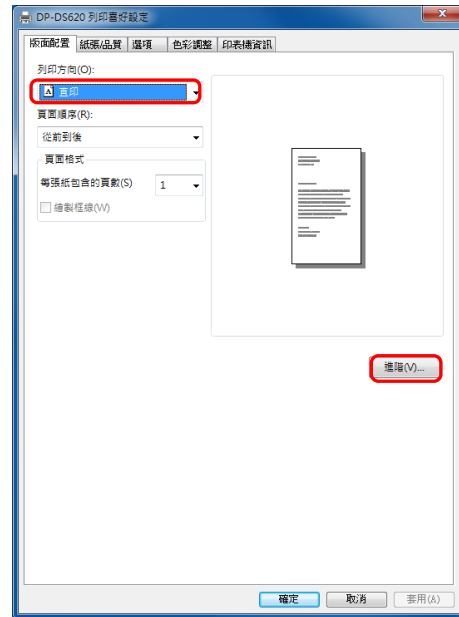 DP-DS620 列印喜好設定
版面配置 紙張/品質 選項 色彩調整 印表機資訊
列印方向(O):
A 直印
頁面順序(R):
從前到後
頁面格式
每張紙包含的頁數(S) 1
繪製框線(W)
進階(V)...
確定 取消 套用(A)